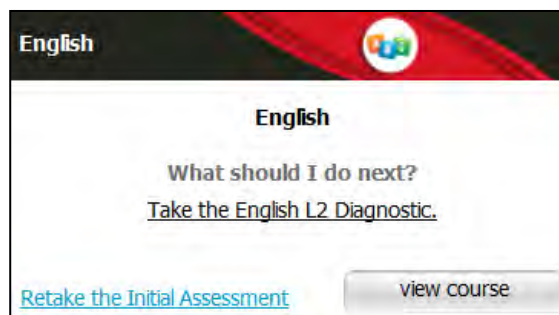 English
English
What should I do next?
Take the English L2 Diagnostic.
Retake the Initial Assessment
view course